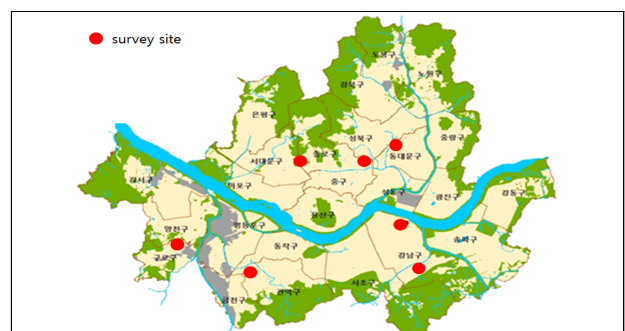 survey site
도봉구
노원구
강북구
은평구
성북구
중랑구
종로구
동대문구
서대문구
강서구
마포구
중구
성동구
광진구
강동구
용산구
양천구
영등포구
동작구
송파구
구로구
강남구
서초구
금천구
관악구